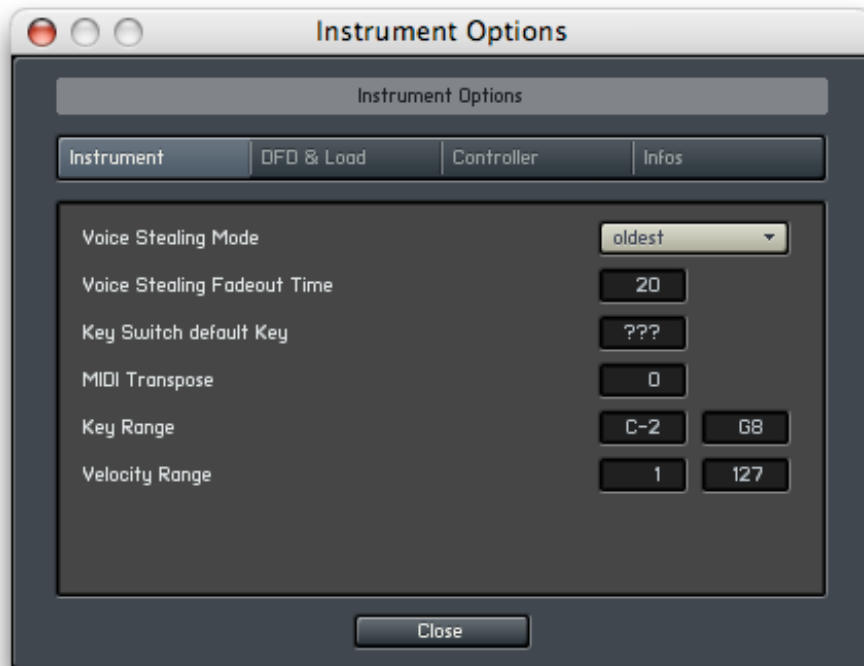 Instrument Options
Instrument Options
Instrument DFD & Load Controller Infos
Voice Stealing Mode oldest
Voice Stealing Fadeout Time 20
Key Switch default Key ???
MIDI Transpose 0
Key Range C-2 G8
Velocity Range 1 127
Close